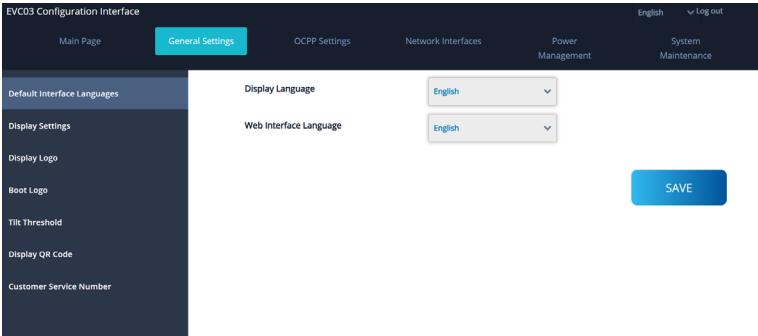 EVC03 Configuration Interface
English
Log out
Main Page
General Settings
OCPP Settings
Network Interfaces
Power
Management
System
Maintenance
Default Interface Languages
Display Settings
Display Logo
Boot Logo
Tilt Threshold
Display QR Code
Customer Service Number
Display Language
English
Web Interface Language
English
SAVE